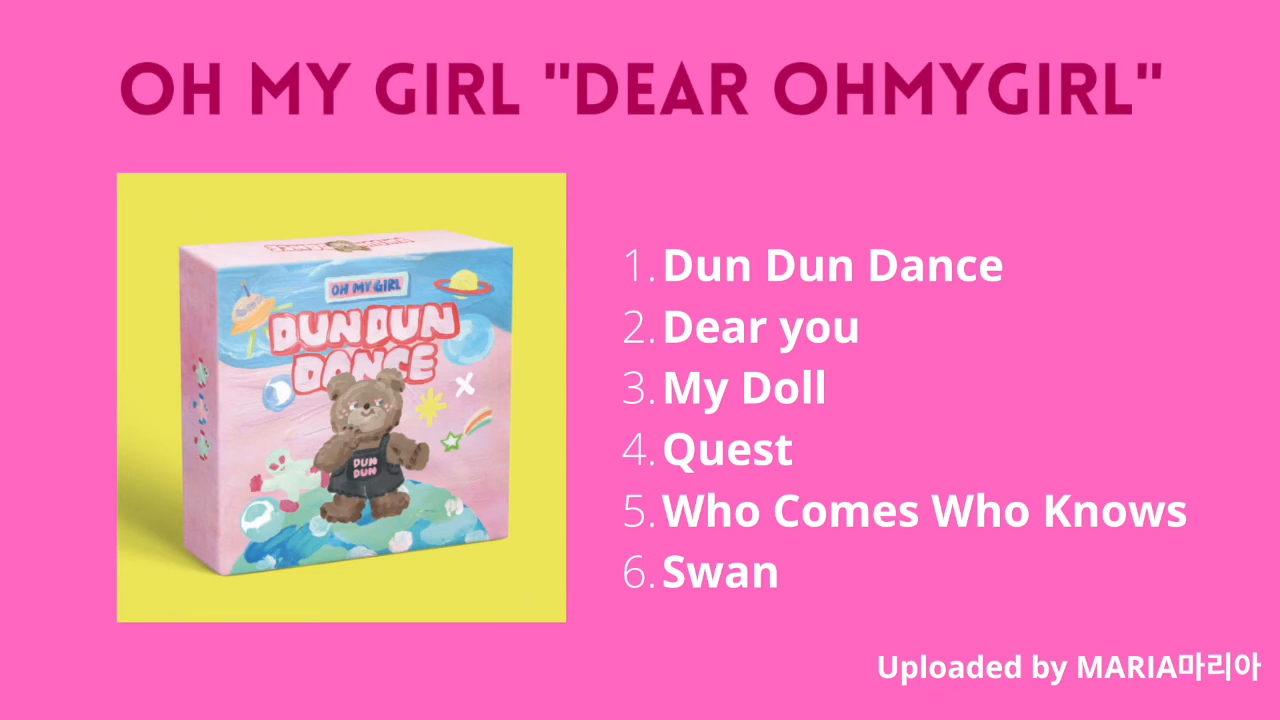 OH MY GIRL "DEAR OHMYGIRL"
OH MY GIRL
DUN DUN
DANCE
DUN
DUN
1. Dun Dun Dance
2. Dear you
3. My Doll
4. Quest
5. Who Comes Who Knows
6. Swan
Uploaded by MARIA마리아